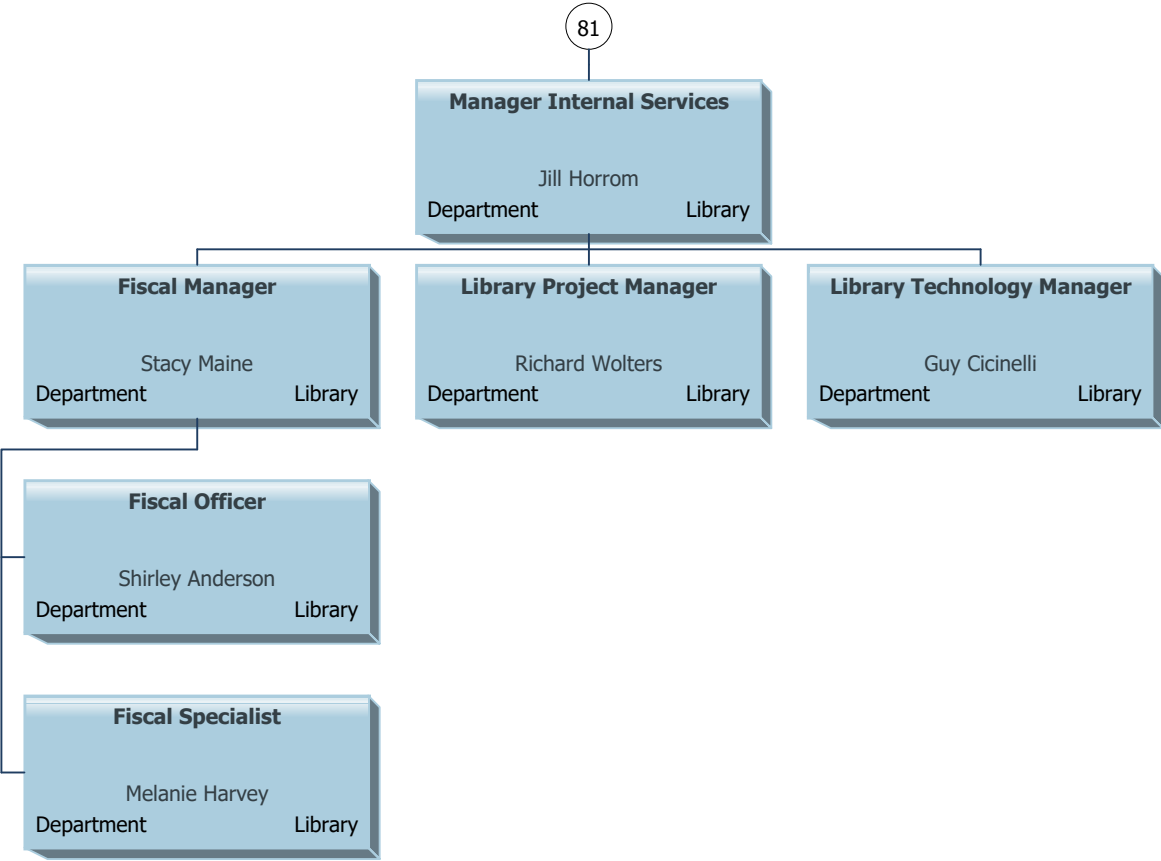 81
Manager Internal Services
Jill Horrom
Department Library
Fiscal Manager
Stacy Maine
Department Library
Library Project Manager
Richard Wolters
Department Library
Library Technology Manager
Guy Cicinelli
Department Library
Fiscal Officer
Shirley Anderson
Department Library
Fiscal Specialist
Melanie Harvey
Department Library